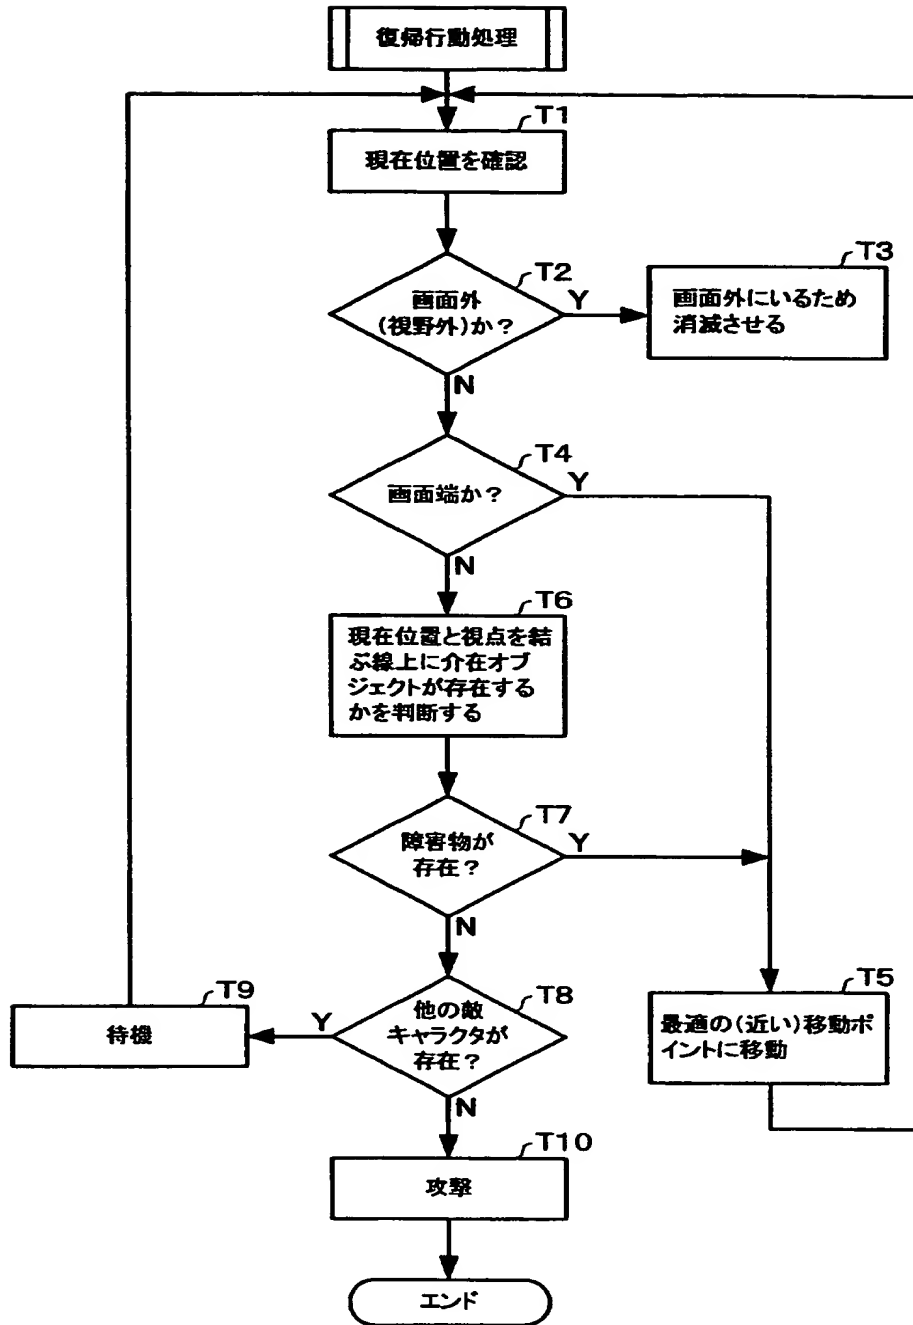 復帰行動処理
T1
現在位置を確認
T2
画面外
(視野外)か？
Y
N
T3
画面外にいるため
消滅させる
T4
画面端か？
Y
N
T6
現在位置と視点を結
ぶ線上に介在オブ
ジェクトが存在する
かを判断する
T7
障害物が
存在？
Y
N
T8
他の敵
キャラクタが
存在？
Y
N
T9
待機
T5
最適の(近い)移動ポ
イントに移動
T10
攻撃
エンド